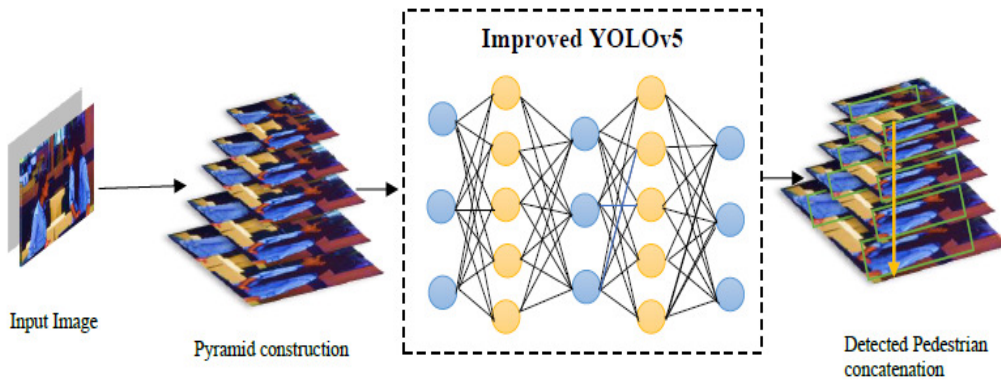 Improved YOLOv5
Input Image
Pyramid construction
Detected Pedestrian
concatenation